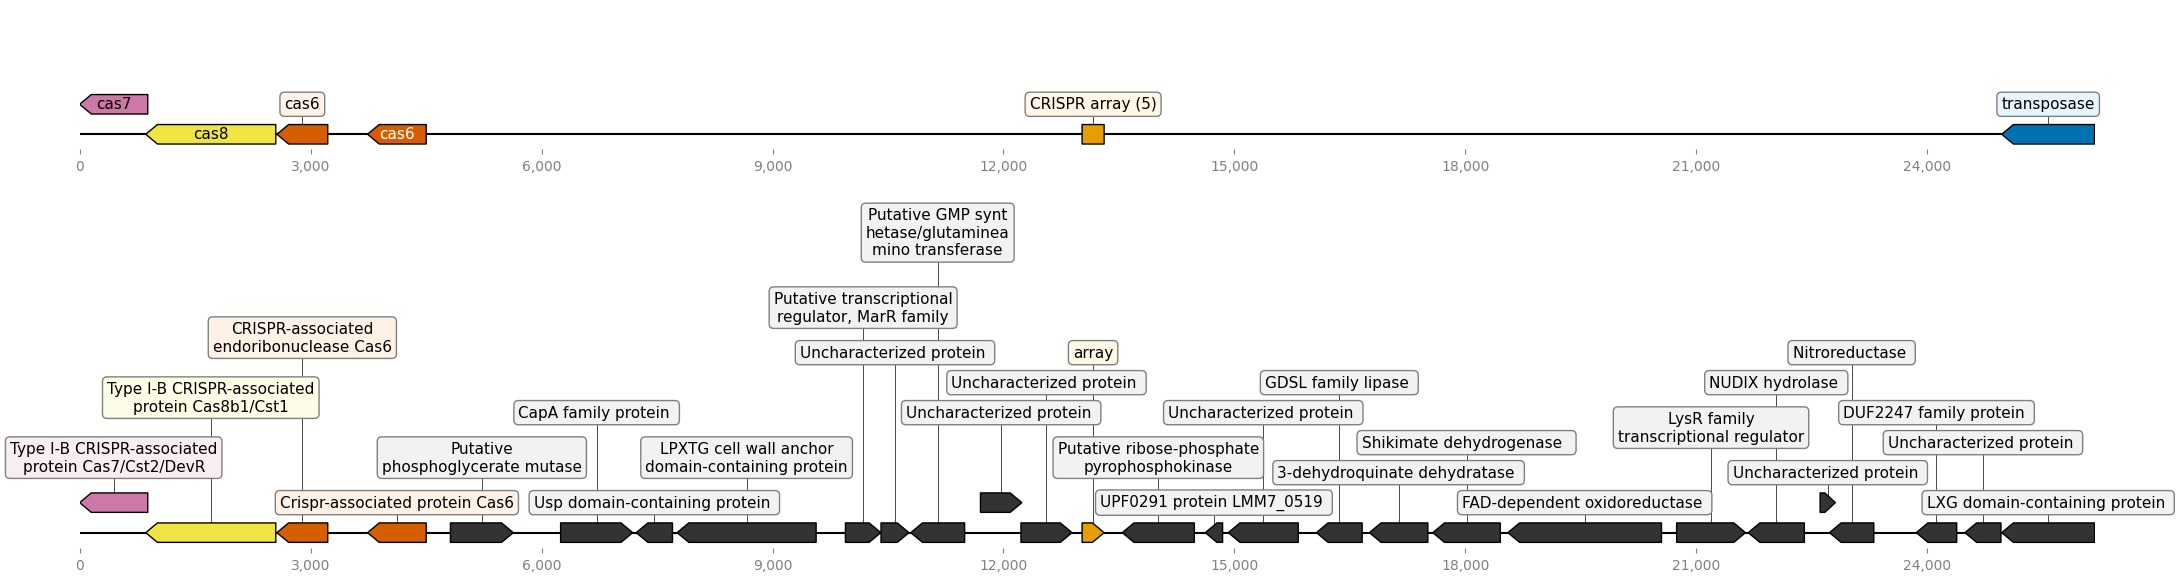 cas7
cas6
CRISPR array (5)
transposase
cas8
cas6
0
3,000
6,000
9,000
12,000
15,000
18,000
21,000
24,000
Putative GMP synt
hetase/glutaminea
mino transferase
Putative transcriptional
regulator, MarR family
CRISPR-associated
endoribonuclease Cas6
Uncharacterized protein
array
Nitroreductase
Type I-B CRISPR-associated
protein Cas8b1/Cst1
Uncharacterized protein
GDSL family lipase
NUDIX hydrolase
CapA family protein
Uncharacterized protein
Uncharacterized protein
LysR family
transcriptional regulator
DUF2247 family protein
Type I-B CRISPR-associated
protein Cas7/Cst2/DevR
Putative
phosphoglycerate mutase
LPXTG cell wall anchor
domain-containing protein
Putative ribose-phosphate
pyrophosphokinase
Shikimate dehydrogenase
Uncharacterized protein
3-dehydroquinate dehydratase
Uncharacterized protein
Crispr-associated protein Cas6
Usp domain-containing protein
UPF0291 protein LMM7_0519
FAD-dependent oxidoreductase
LXG domain-containing protein
0
3,000
6,000
9,000
12,000
15,000
18,000
21,000
24,000